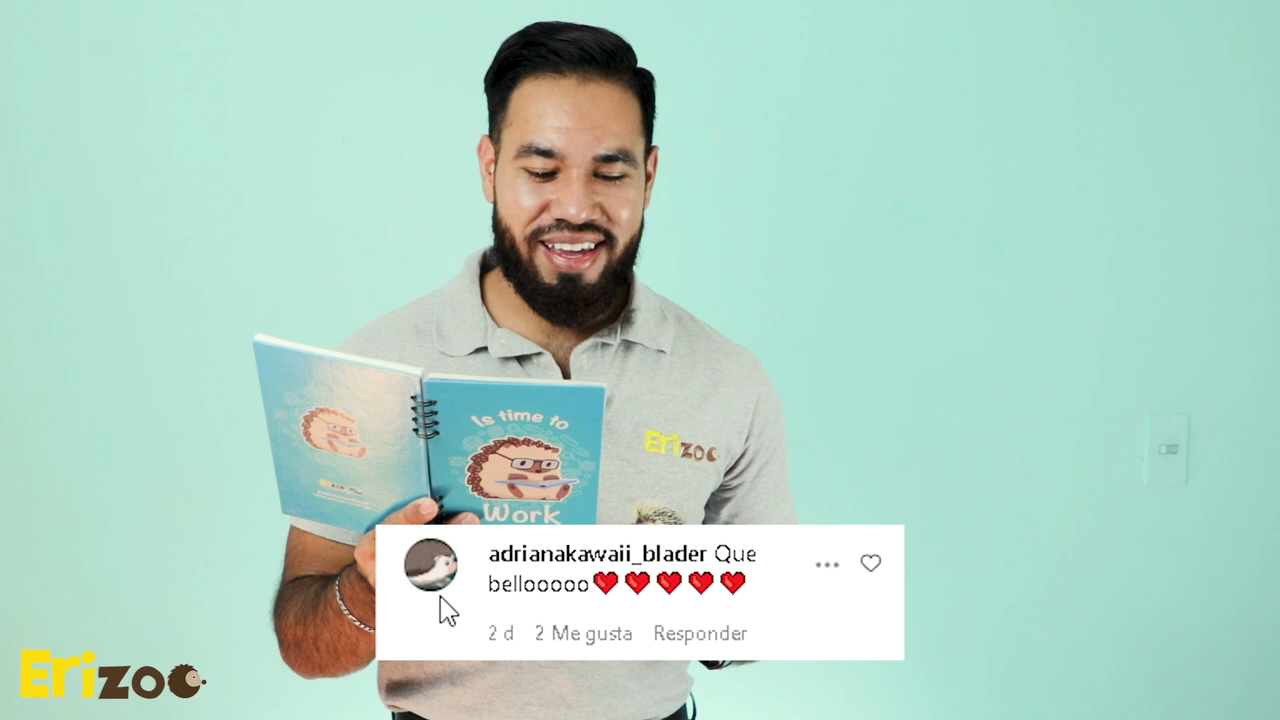 Is time to
Work
Erizoo
adrianakawaii_blader Que
bellooooo❤️❤️❤️❤️❤️
2 d 2 Me gusta Responder
Erizoo